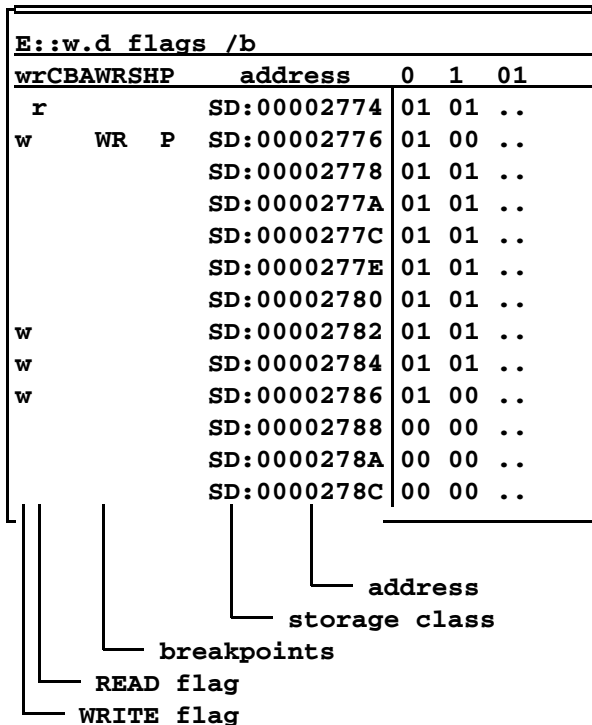 E::w.d flags /b
wrCBAWRSHP address 0 1 01
r SD:00002774 01 01 ..
w WR P SD:00002776 01 00 ..
SD:00002778 01 01 ..
SD:0000277A 01 01 ..
SD:0000277C 01 01 ..
SD:0000277E 01 01 ..
SD:00002780 01 01 ..
w SD:00002782 01 01 ..
w SD:00002784 01 01 ..
w SD:00002786 01 00 ..
SD:00002788 00 00 ..
SD:0000278A 00 00 ..
SD:0000278C 00 00 ..
address
storage class
breakpoints
READ flag
WRITE flag